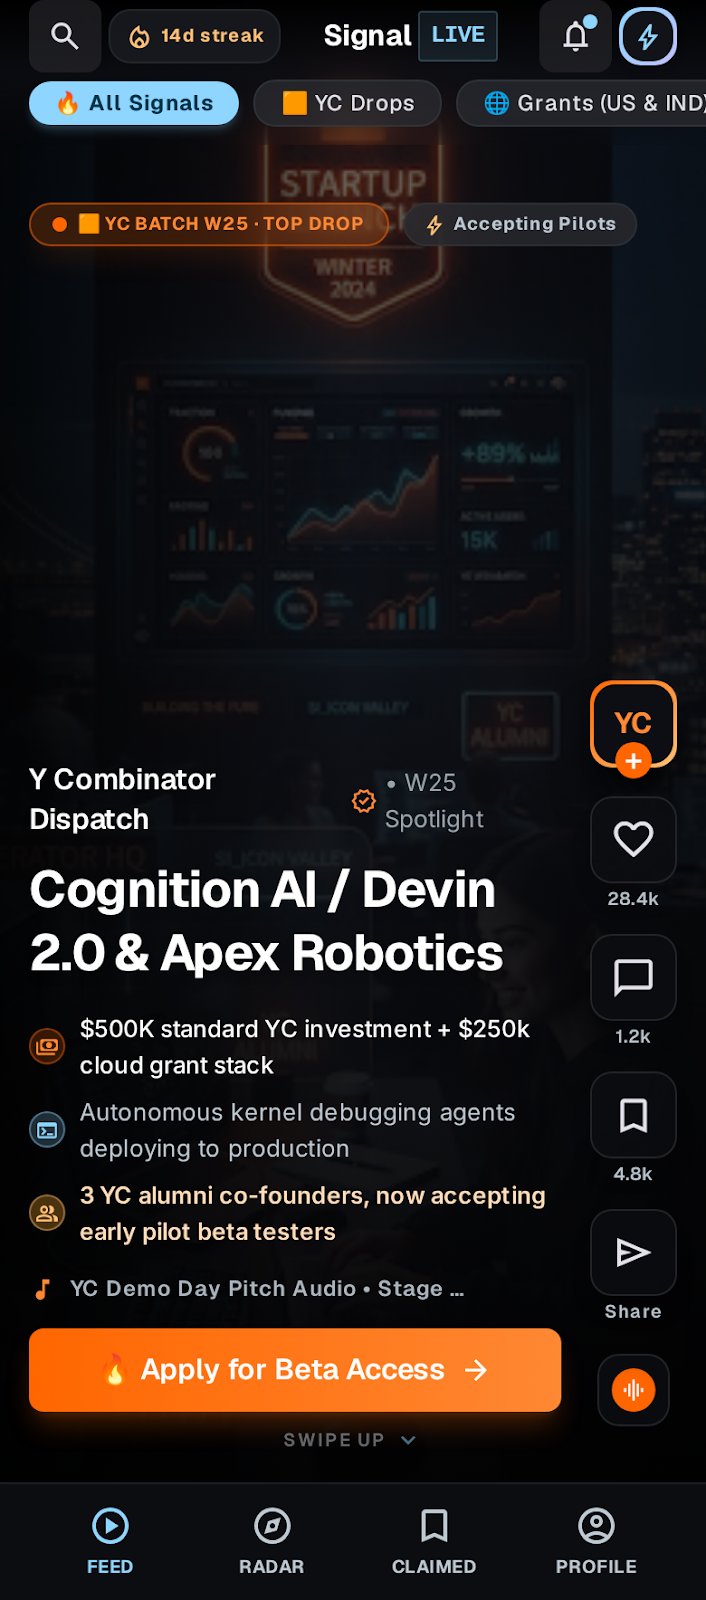 14d streak
Signal LIVE
All Signals
YC Drops
Grants (US & IND)
STARTUP
YC BATCH W25 · TOP DROP
Accepting Pilots
WINTER
2024
+89%
15K
YC
ALUMNI
YC
Y Combinator
Dispatch
• W25
Spotlight
28.4k
Cognition AI / Devin
2.0 & Apex Robotics
1.2k
$500K standard YC investment + $250k
cloud grant stack
Autonomous kernel debugging agents
deploying to production
4.8k
3 YC alumni co-founders, now accepting
early pilot beta testers
YC Demo Day Pitch Audio • Stage ...
Share
Apply for Beta Access
SWIPE UP
FEED
RADAR
CLAIMED
PROFILE